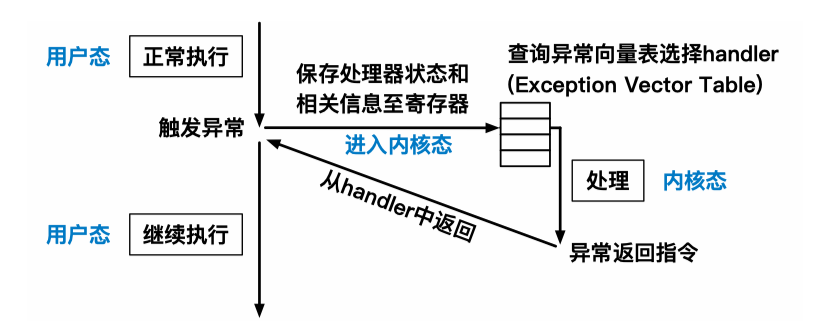 用户态
正常执行
触发异常
保存处理器状态和
相关信息至寄存器
进入内核态
查询异常向量表选择handler
（Exception Vector Table）
处理
内核态
异常返回指令
从handler中返回
用户态
继续执行